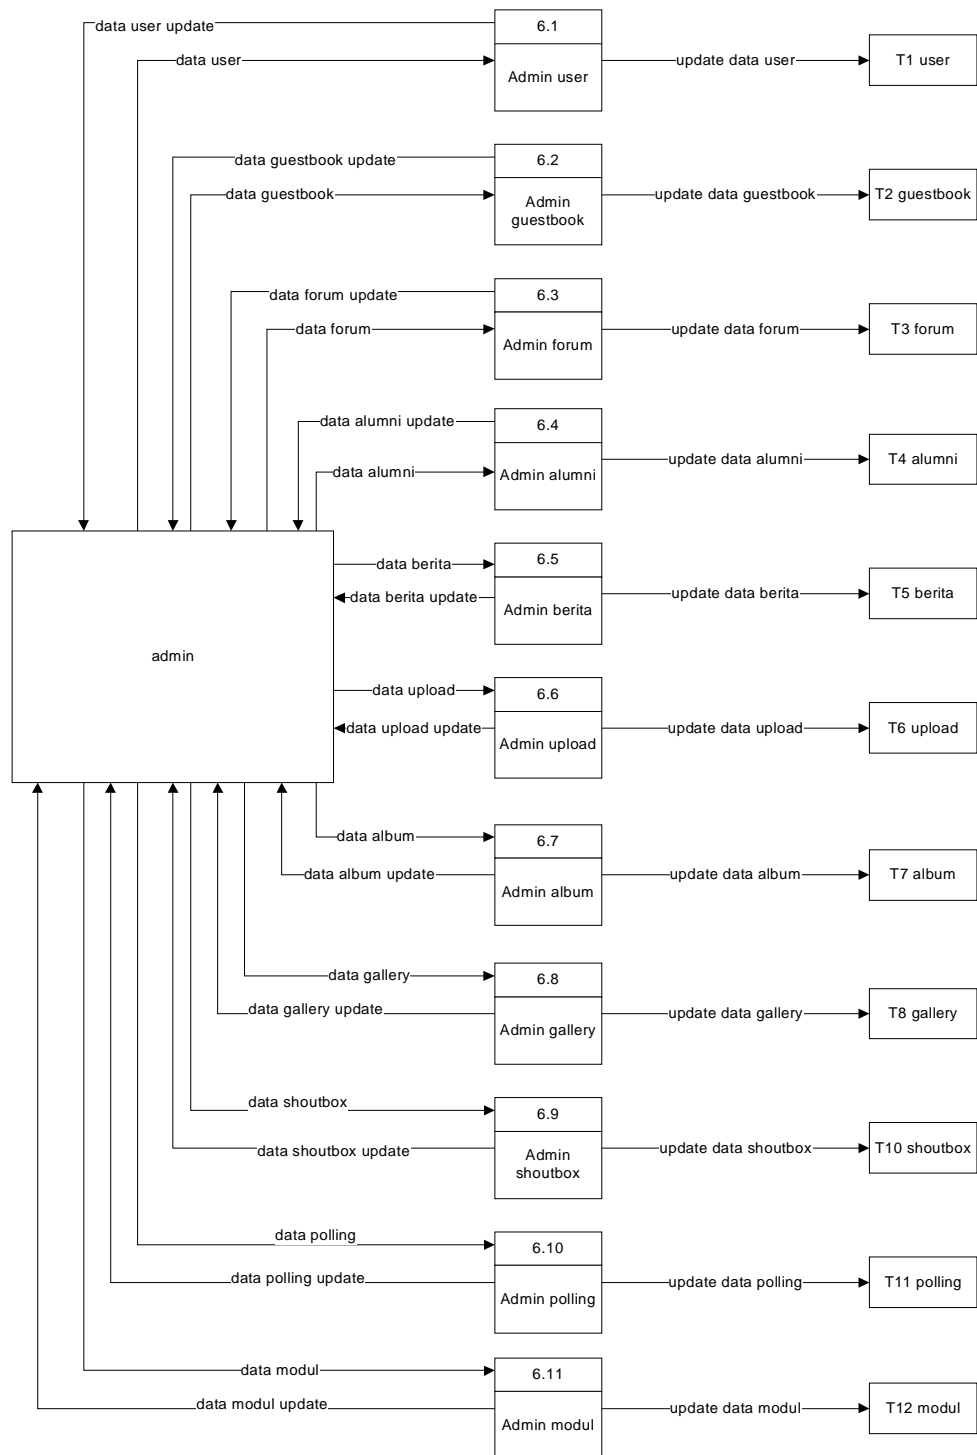 data user update
6.1
data user
Admin user
update data user
T1 user
data guestbook update
6.2
data guestbook
Admin
guestbook
update data guestbook
T2 guestbook
data forum update
6.3
data forum
Admin forum
update data forum
T3 forum
data alumni update
6.4
data alumni
Admin alumni
update data alumni
T4 alumni
data berita
6.5
data berita update
Admin berita
update data berita
T5 berita
admin
data upload
6.6
data upload update
Admin upload
update data upload
T6 upload
data album
6.7
data album update
Admin album
update data album
T7 album
data gallery
6.8
data gallery update
Admin gallery
update data gallery
T8 gallery
data shoutbox
6.9
data shoutbox update
Admin
shoutbox
update data shoutbox
T10 shoutbox
data polling
6.10
data polling update
Admin polling
update data polling
T11 polling
data modul
6.11
data modul update
Admin modul
update data modul
T12 modul